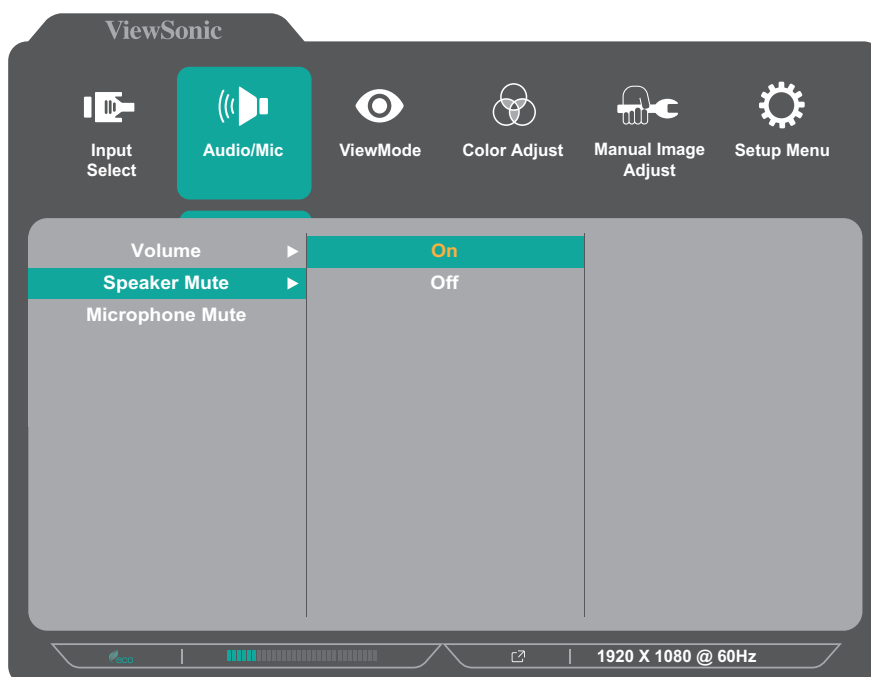 ViewSonic
Input
Select
Audio/Mic
ViewMode
Color Adjust
Manual Image
Adjust
Setup Menu
Volume
On
Speaker Mute
Off
Microphone Mute
eco
1920 X 1080 @ 60Hz